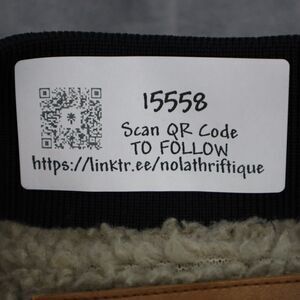 15558
Scan QR Code
TO FOLLOW
https://linktr.ee/nolathriftique